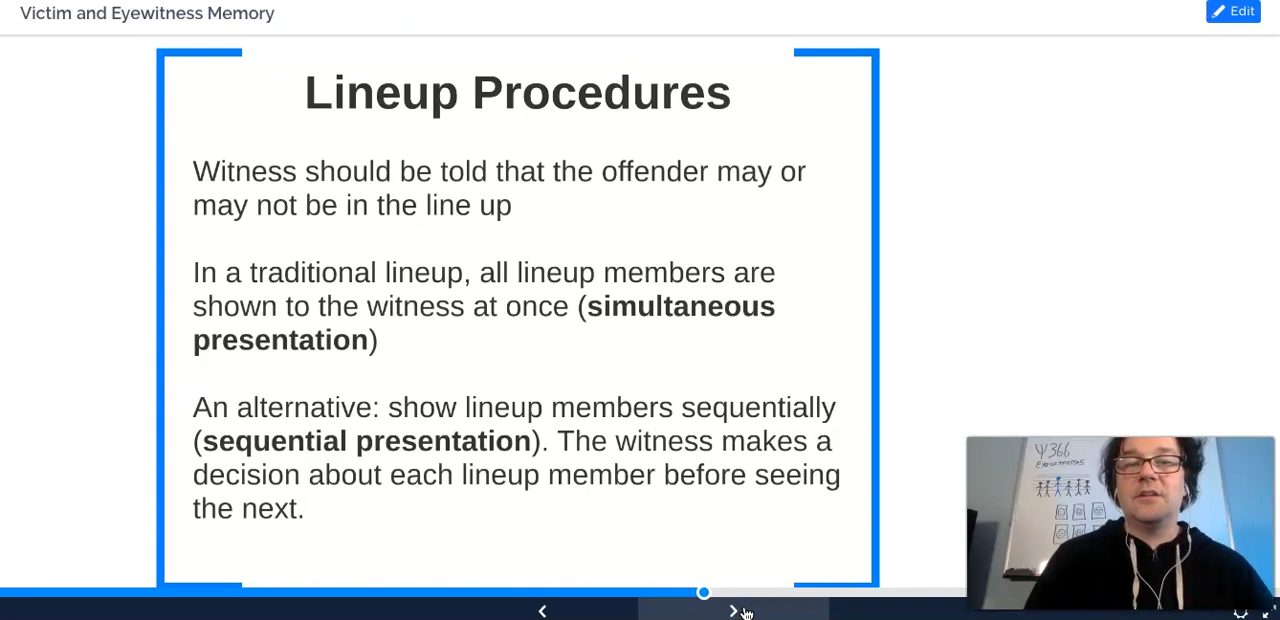 Victim and Eyewitness Memory
Edit
Lineup Procedures
Witness should be told that the offender may or
may not be in the line up
In a traditional lineup, all lineup members are
shown to the witness at once (simultaneous
presentation)
An alternative: show lineup members sequentially
(sequential presentation). The witness makes a
decision about each lineup member before seeing
the next.
Ψ366
Eyewitnesses